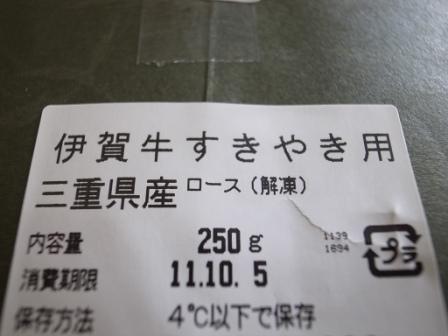 伊賀牛すきやき用
三重県産 ロース(解凍)
内容量 250g
1139
1694
消費期限 11.10. 5
プラ
保存方法 4℃以下で保存